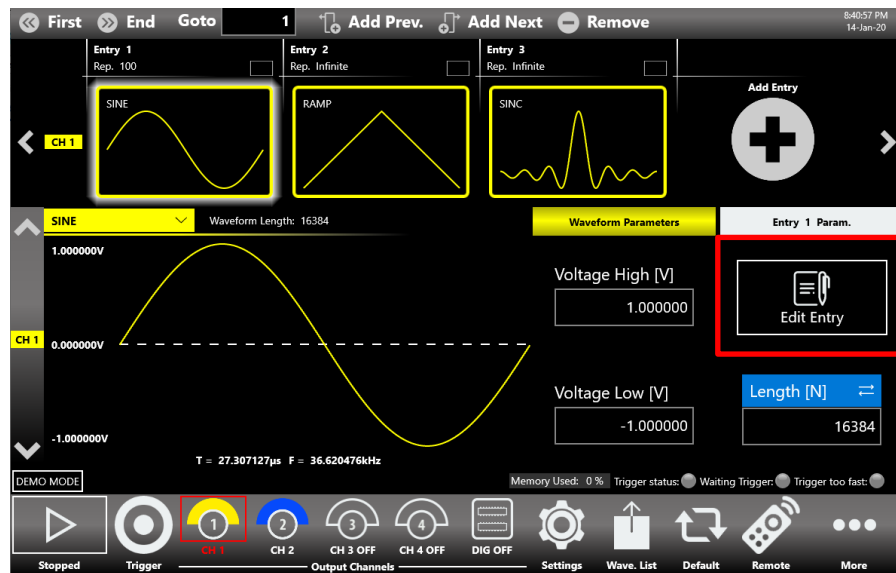 First End Goto 1 Add Prev. Add Next Remove 8:40:57 PM
14-Jan-20
Entry 1 Entry 2 Entry 3
Rep. 100 Rep. Infinite Rep. Infinite
Add Entry
SINE RAMP SINC
CH 1
SINE Waveform Length: 16384 Waveform Parameters Entry 1 Param.
1.000000V
Voltage High [V]
1.000000
Edit Entry
CH 1 0.000000V
Voltage Low [V] Length [N]
-1.000000 16384
-1.000000V
T = 27.307127µs F = 36.620476kHz
DEMO MODE Memory Used: 0 % Trigger status: Waiting Trigger: Trigger too fast:
1 2 3 4
CH 1 CH 2 CH 3 OFF CH 4 OFF DIG OFF
Stopped Trigger Output Channels Settings Wave. List Default Remote More